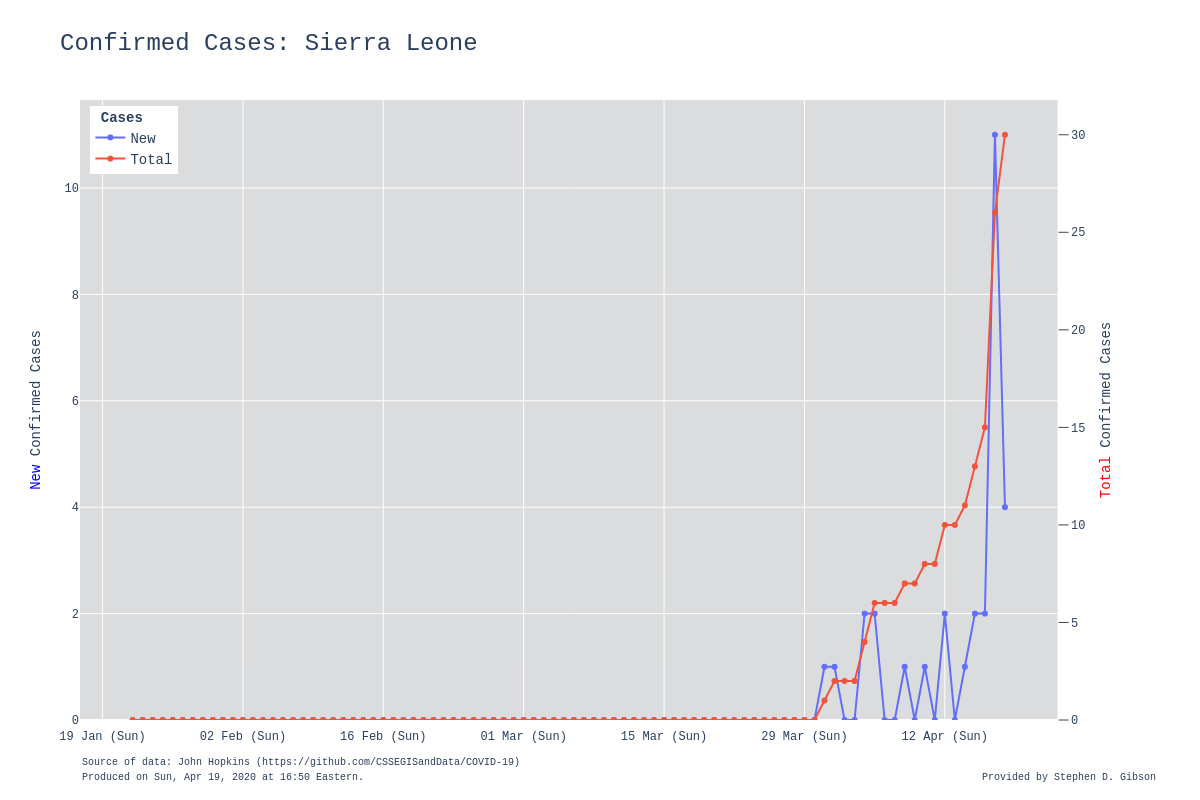 Confirmed Cases: Sierra Leone
Cases
New
Total
10
8
6
4
2
0
30
25
20
15
10
5
0
New Confirmed Cases
Total Confirmed Cases
19 Jan (Sun) 02 Feb (Sun) 16 Feb (Sun) 01 Mar (Sun) 15 Mar (Sun) 29 Mar (Sun) 12 Apr (Sun)
Source of data: John Hopkins (https://github.com/CSSEGISandData/COVID-19)
Produced on Sun, Apr 19, 2020 at 16:50 Eastern.
Provided by Stephen D. Gibson